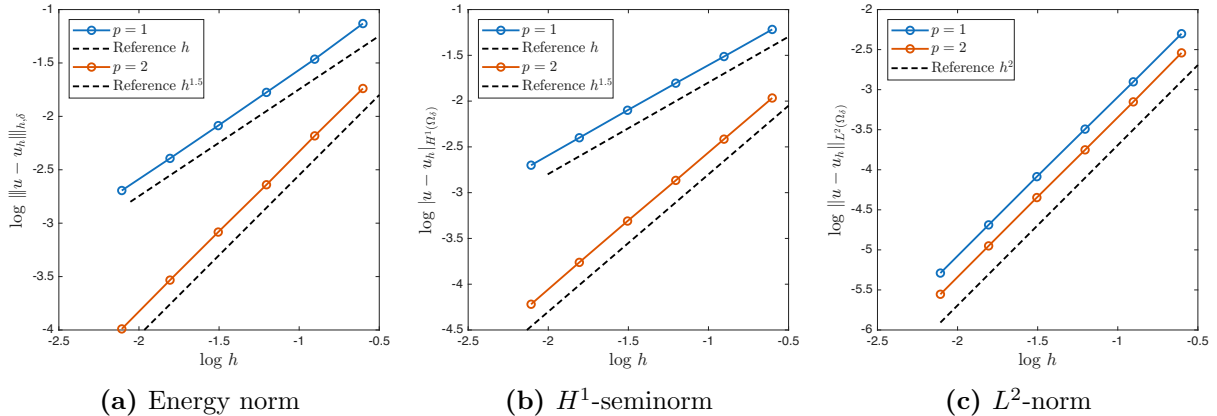 -1
-1.5
-2
-2.5
-3
-3.5
-4
-2.5 -2 -1.5 -1 -0.5
log h
log |||u − u_h|||_{h,δ}
p = 1
Reference h
p = 2
Reference h^{1.5}
(a) Energy norm
-1
-1.5
-2
-2.5
-3
-3.5
-4
-4.5
-2.5 -2 -1.5 -1 -0.5
log h
log |u − u_h|_{H^1(Ω_δ)}
p = 1
Reference h
p = 2
Reference h^{1.5}
(b) H^1-seminorm
-2
-2.5
-3
-3.5
-4
-4.5
-5
-5.5
-6
-2.5 -2 -1.5 -1 -0.5
log h
log ||u − u_h||_{L^2(Ω_δ)}
p = 1
p = 2
Reference h^2
(c) L^2-norm